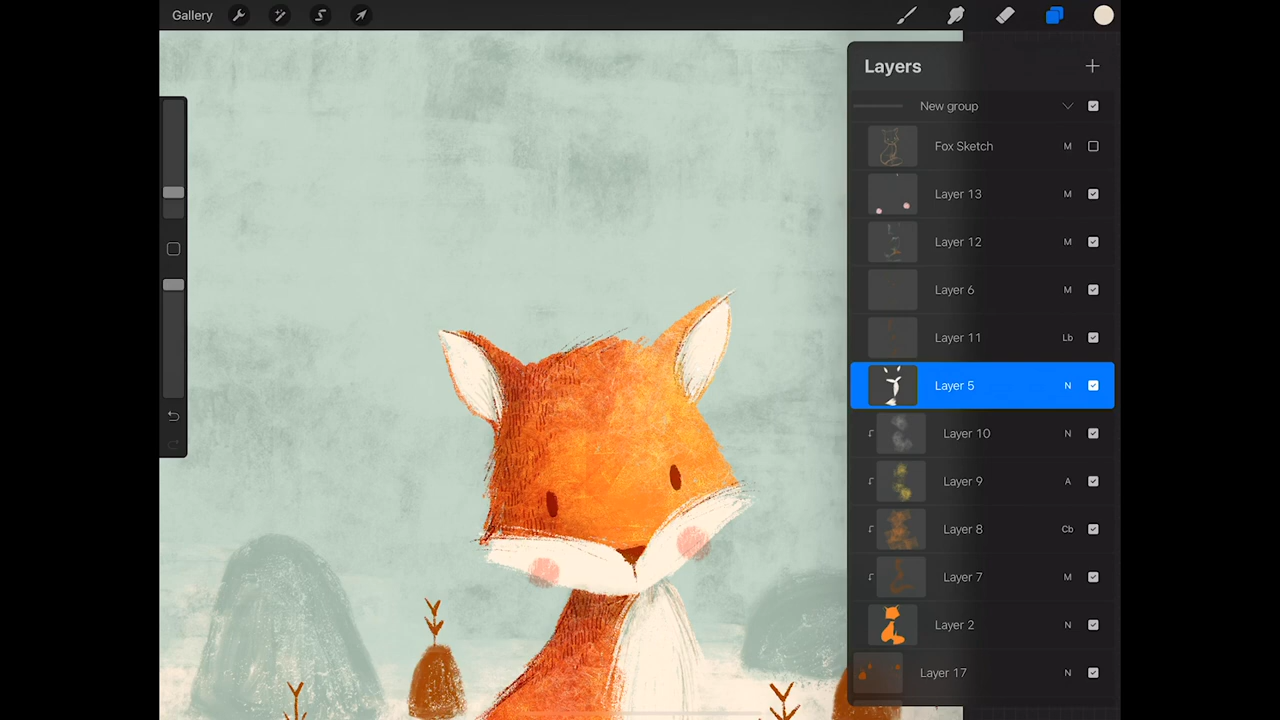 Gallery
Layers
New group
Fox Sketch M
Layer 13 M
Layer 12 M
Layer 6 M
Layer 11 Lb
Layer 5 N
Layer 10 N
Layer 9 A
Layer 8 Cb
Layer 7 M
Layer 2 N
Layer 17 N